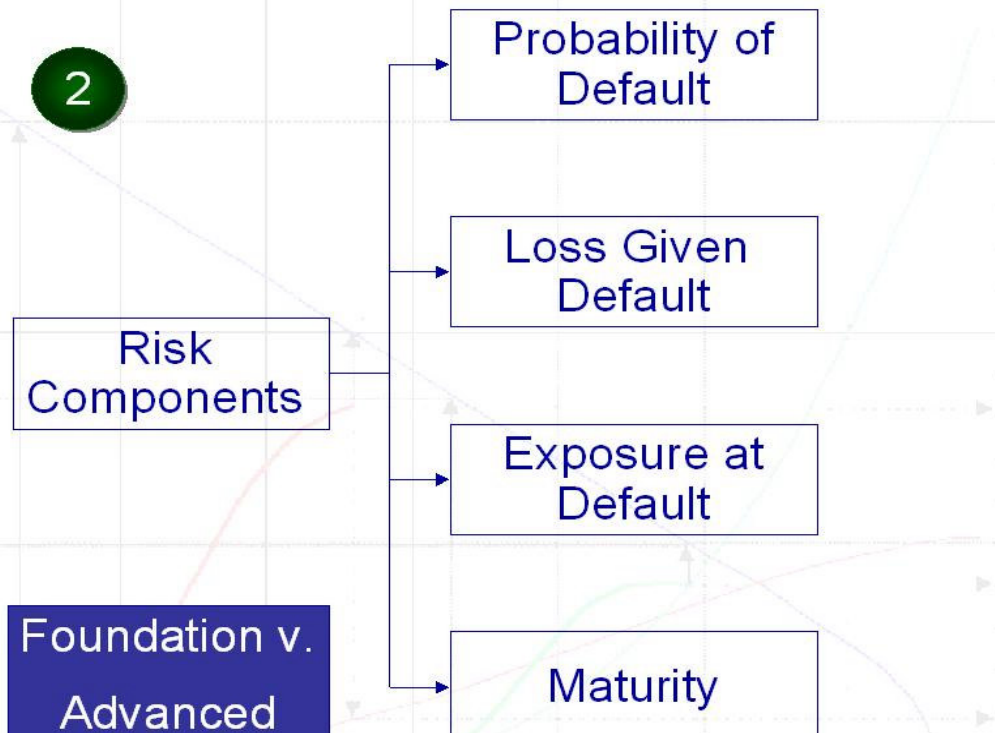 2
Probability of
Default
Loss Given
Default
Risk
Components
Exposure at
Default
Foundation v.
Advanced
Maturity